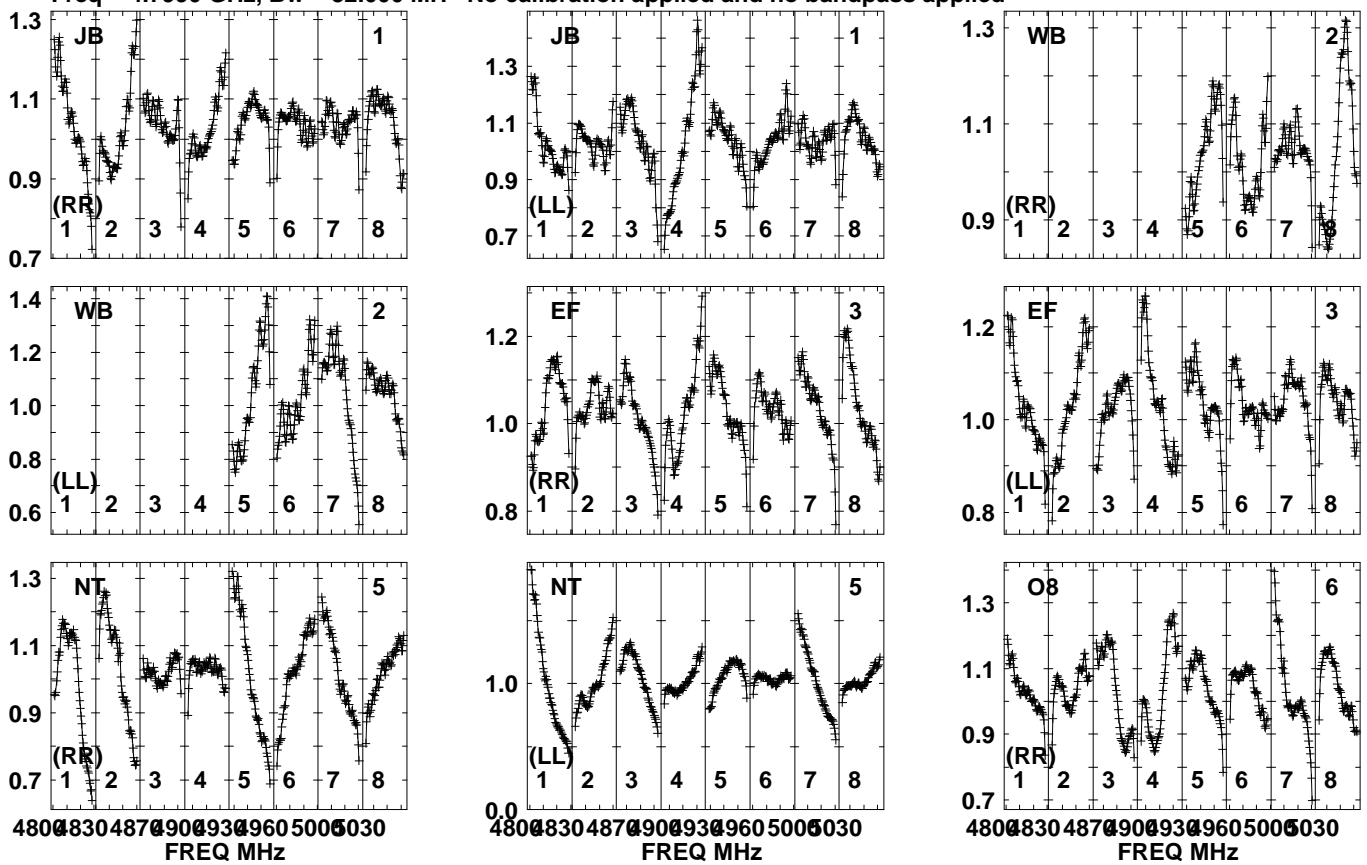 Freq = GHz, Bw = 32.000 MH No calibration applied and no bandpass applied
1.3 JB 1
1.1
0.9
(RR)
1 2 3 4 5 6 7 8
0.7
JB 1
1.3
1.1
0.9
(LL)
0.7
1 2 3 4 5 6 7 8
1.3 WB 2
1.1
(RR)
0.9
1 2 3 4 5 6 7 8
1.4 WB 2
1.2
1.0
0.8
(LL)
1 2 3 4 5 6 7 8
0.6
EF 3
1.2
1.0
(RR)
0.8
1 2 3 4 5 6 7 8
EF 3
1.2
1.0
(LL)
0.8
1 2 3 4 5 6 7 8
1.3 NT 5
1.1
0.9
(RR)
0.7
1 2 3 4 5 6 7 8
4800 4830 4870 4900 4930 4960 5000 5030
FREQ MHz
NT 5
1.0
(LL)
1 2 3 4 5 6 7 8
0.0
4800 4830 4870 4900 4930 4960 5000 5030
FREQ MHz
1.3 O8 6
1.1
0.9
(RR)
1 2 3 4 5 6 7 8
0.7
4800 4830 4870 4900 4930 4960 5000 5030
FREQ MHz